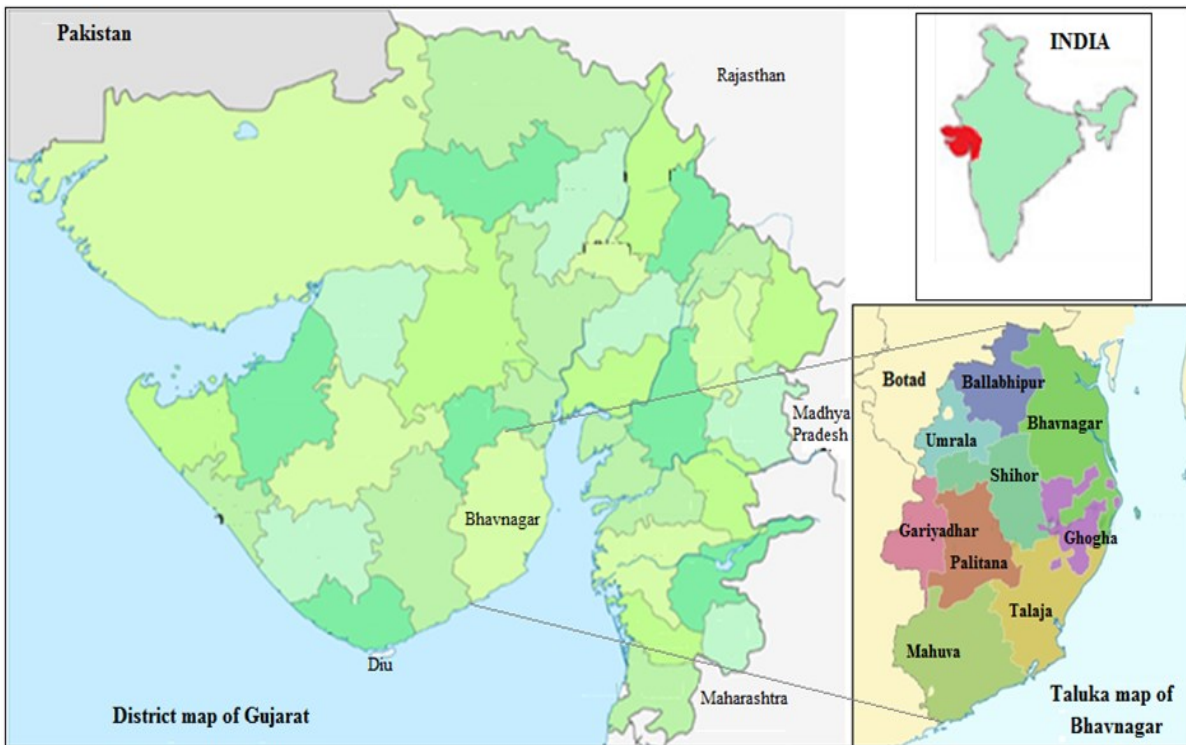 Pakistan
Rajasthan
Madhya
Pradesh
Bhavnagar
Diu
Maharashtra
District map of Gujarat
INDIA
Botad
Ballabhipur
Bhavnagar
Umrala
Shihor
Gariyadhar
Ghogha
Palitana
Talaja
Mahuva
Taluka map of
Bhavnagar